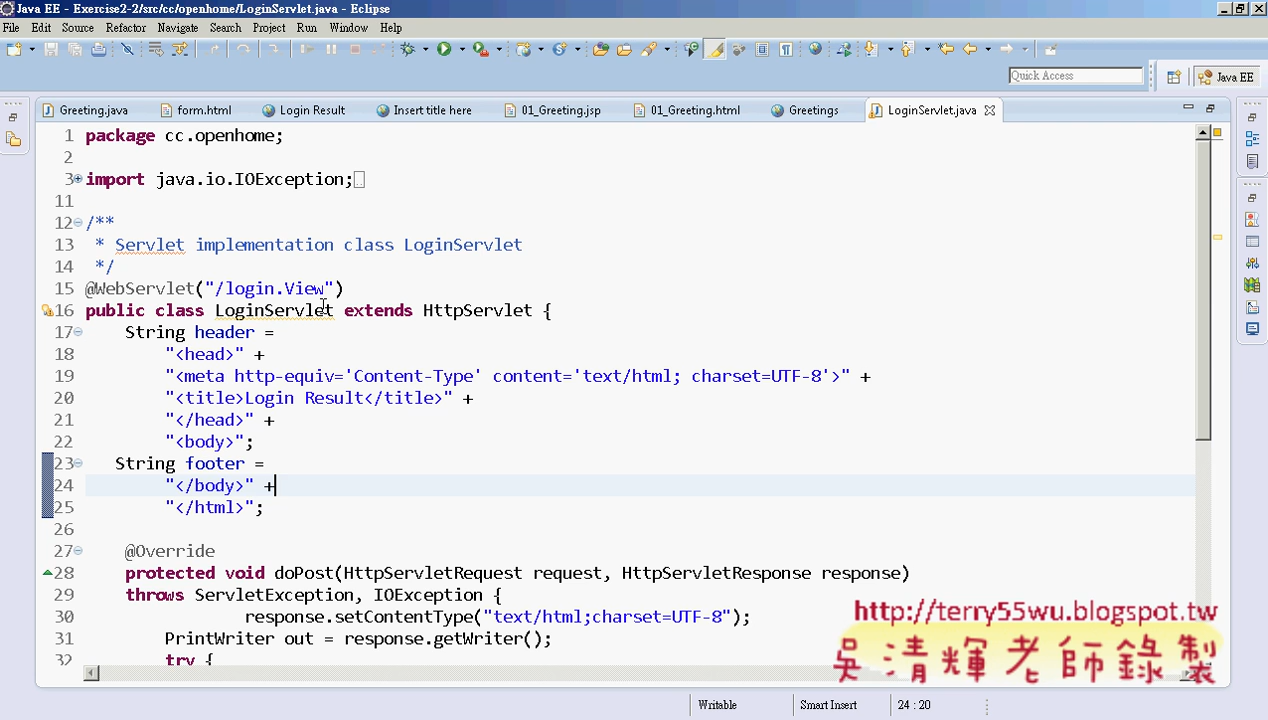 Java EE - Exercise2-2/src/cc/openhome/LoginServlet.java - Eclipse
File Edit Source Refactor Navigate Search Project Run Window Help
Quick Access
Java EE
Greeting.java form.html Login Result Insert title here 01_Greeting.jsp 01_Greeting.html Greetings LoginServlet.java
1 package cc.openhome;
2
3 import java.io.IOException;
11
12 /**
13 * Servlet implementation class LoginServlet
14 */
15 @WebServlet("/login.View")
16 public class LoginServlet extends HttpServlet {
17 String header =
18 "<head>" +
19 "<meta http-equiv='Content-Type' content='text/html; charset=UTF-8'>" +
20 "<title>Login Result</title>" +
21 "</head>" +
22 "<body>";
23 String footer =
24 "</body>" +
25 "</html>";
26
27 @Override
28 protected void doPost(HttpServletRequest request, HttpServletResponse response)
29 throws ServletException, IOException {
30 response.setContentType("text/html;charset=UTF-8");
31 PrintWriter out = response.getWriter();
32 try {
http://terry55wu.blogspot.tw
吳清輝老師錄製
Writable Smart Insert 24 : 20